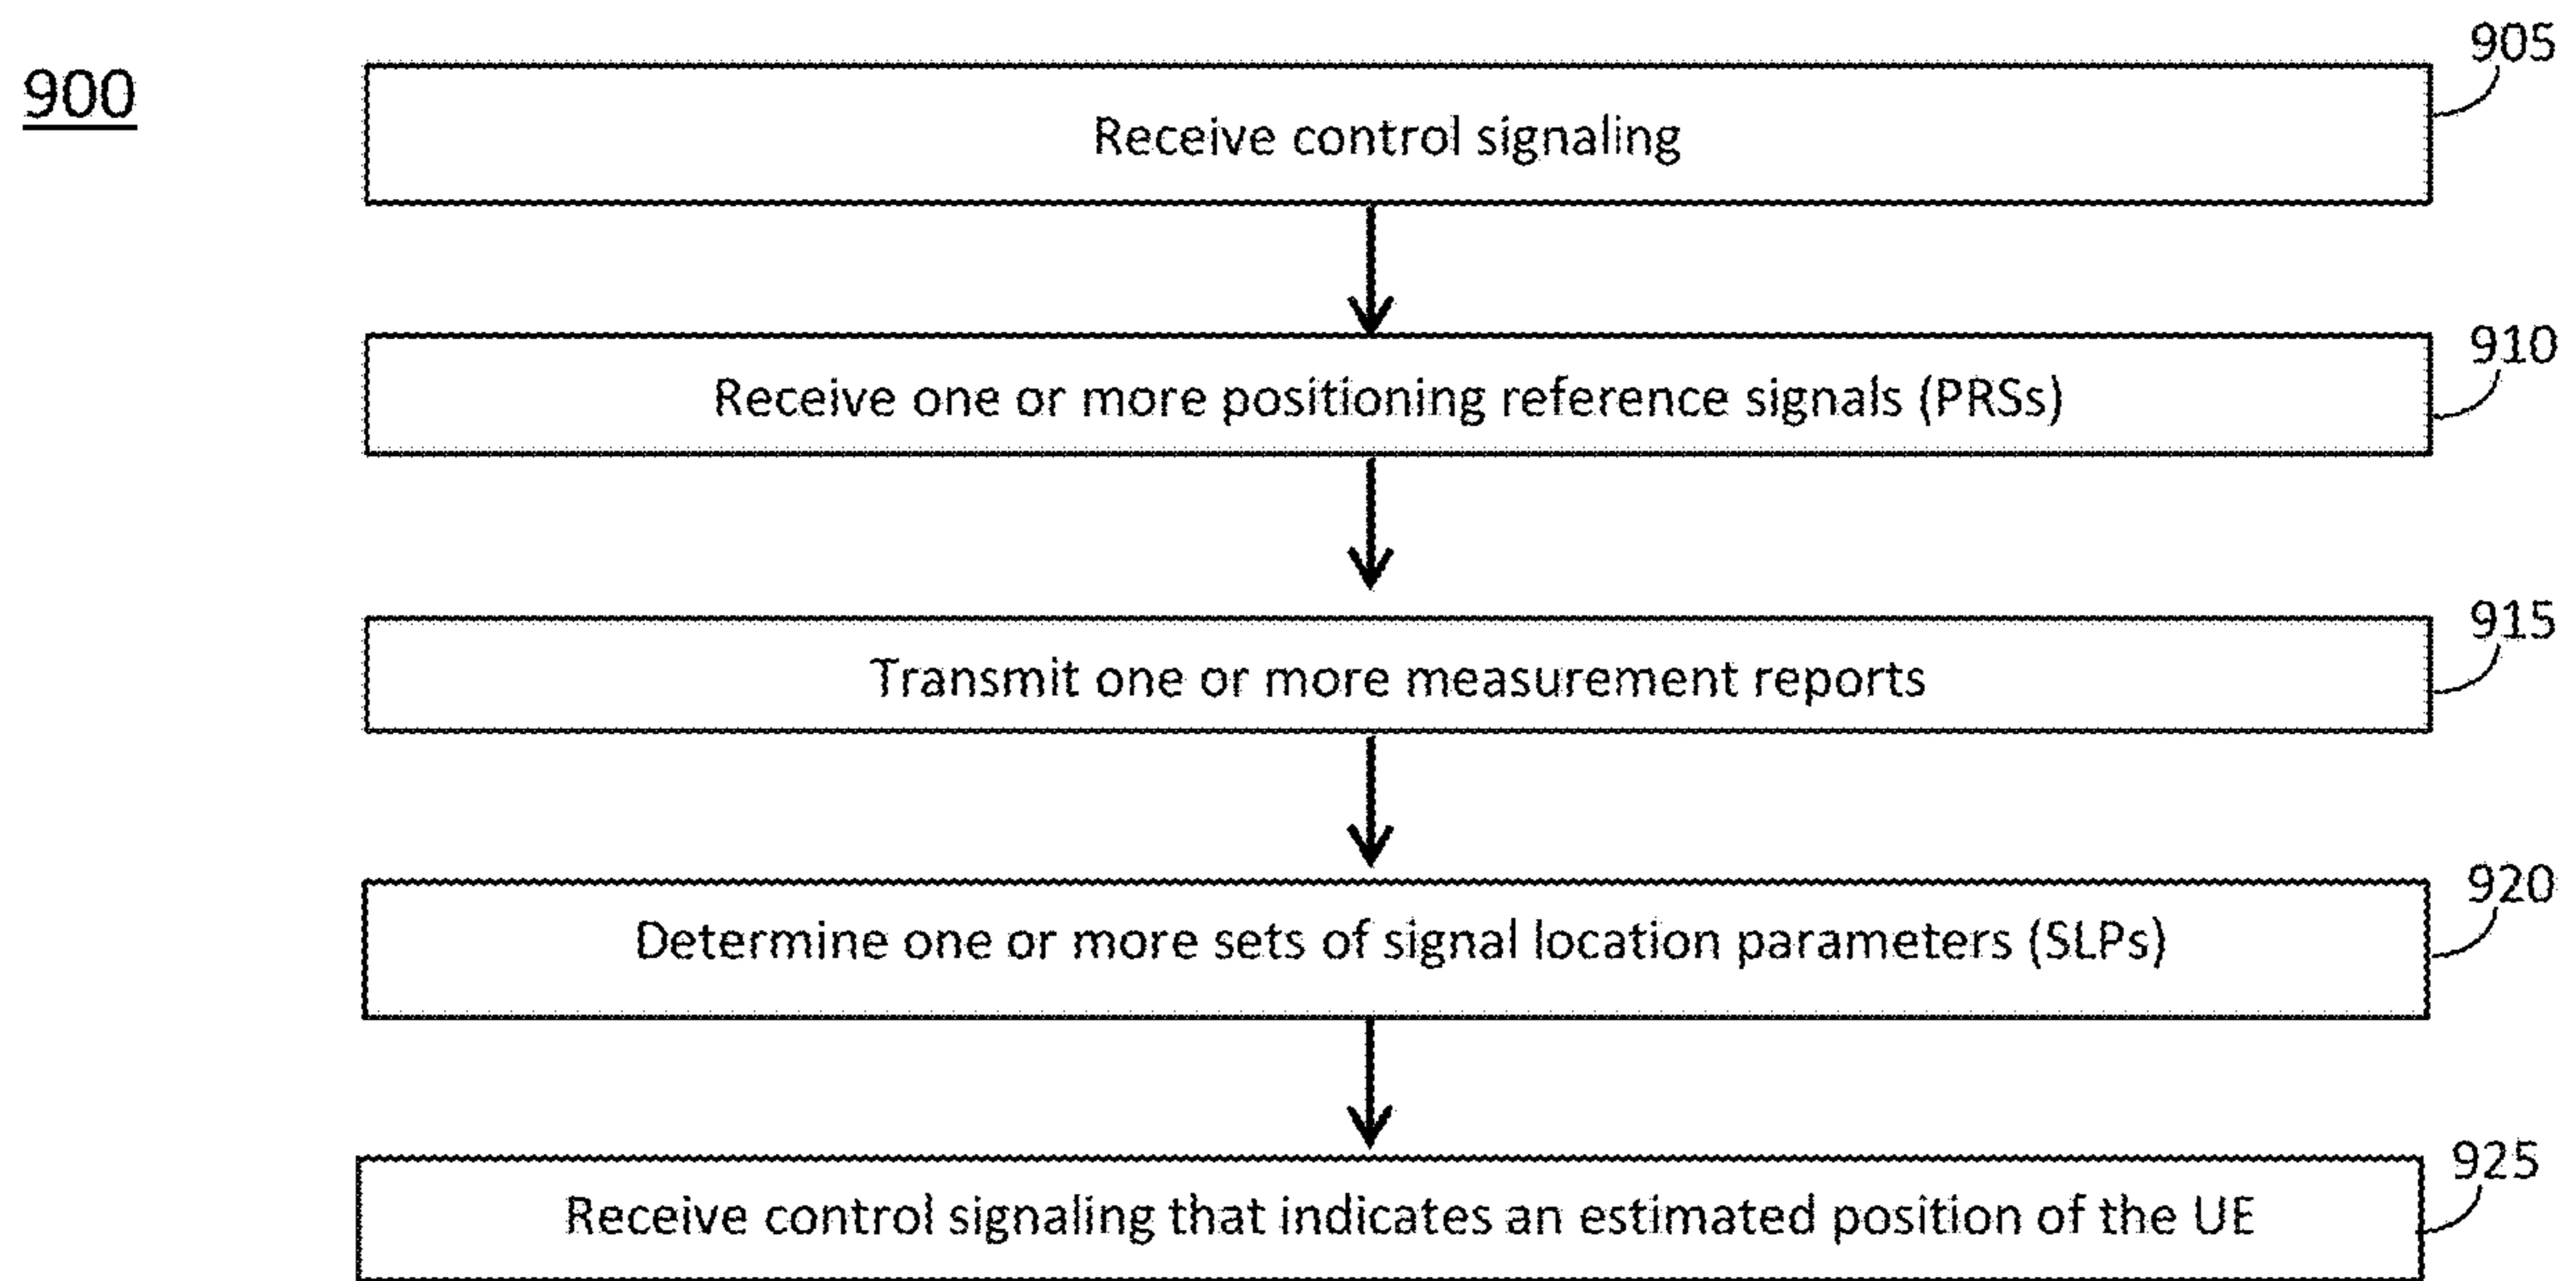 900
905
Receive control signaling
910
Receive one or more positioning reference signals (PRSs)
915
Transmit one or more measurement reports
920
Determine one or more sets of signal location parameters (SLPs)
925
Receive control signaling that indicates an estimated position of the UE